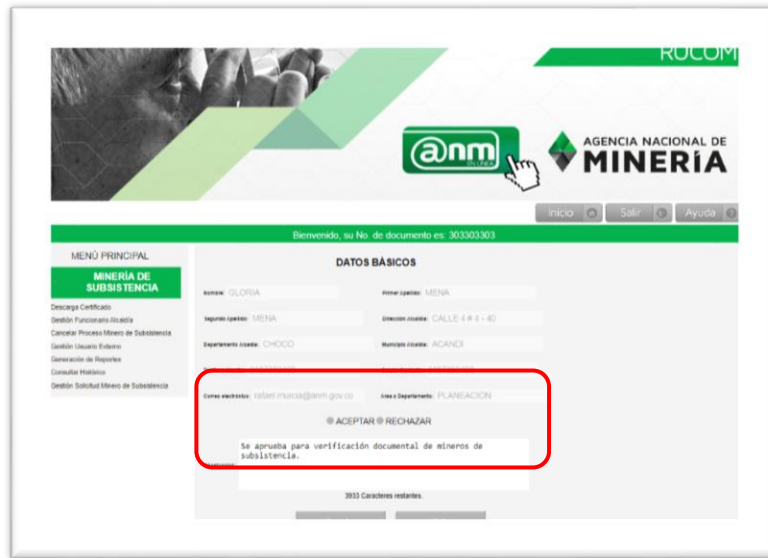 RUCOM
@nm
EN LÍNEA
AGENCIA NACIONAL DE
MINERÍA
Inicio Salir Ayuda
Bienvenido, su No. de documento es: 303303303
MENÚ PRINCIPAL
MINERÍA DE
SUBSISTENCIA
Descarga Certificado
Gestión Funcionario Alcaldía
Cancelar Proceso Minero de Subsistencia
Gestión Usuario Externo
Generación de Reportes
Consultar Histórico
Gestión Solicitud Minero de Subsistencia
DATOS BÁSICOS
Nombre: GLORIA Primer Apellido: MENA
Segundo Apellido: MENA Dirección Alcaldía: CALLE 4 # 4 - 40
Departamento Alcaldía: CHOCO Municipio Alcaldía: ACANDI
Correo electrónico: rafael.murcia@anm.gov.co Area o Departamento: PLANEACION
ACEPTAR RECHAZAR
Se aprueba para verificación documental de mineros de
subsistencia.
3933 Caracteres restantes.